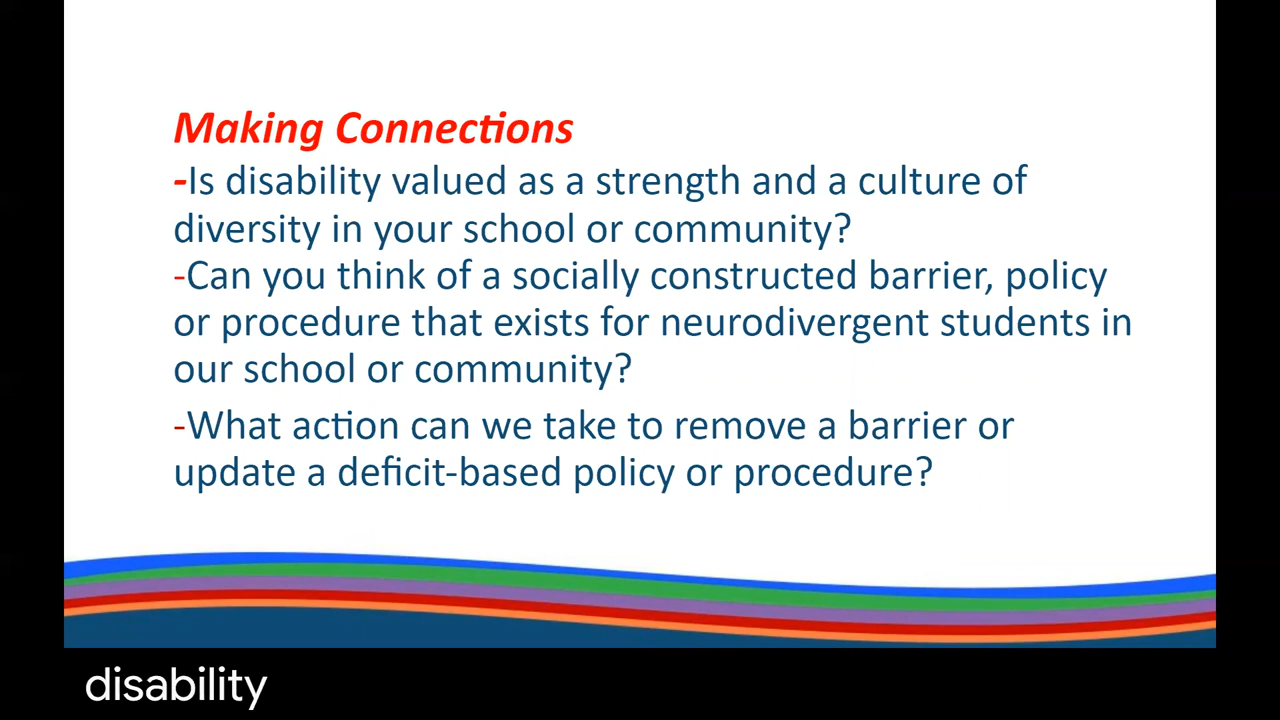 Making Connections
-Is disability valued as a strength and a culture of
diversity in your school or community?
-Can you think of a socially constructed barrier, policy
or procedure that exists for neurodivergent students in
our school or community?
-What action can we take to remove a barrier or
update a deficit-based policy or procedure?
disability